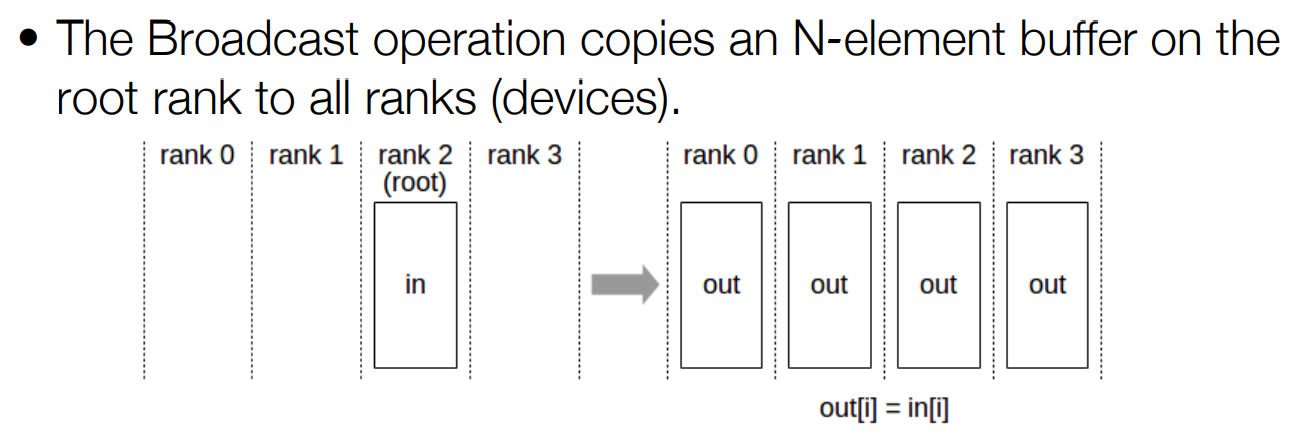 • The Broadcast operation copies an N-element buffer on the
root rank to all ranks (devices).
rank 0 rank 1 rank 2 rank 3 rank 0 rank 1 rank 2 rank 3
(root)
in out out out out
out[i] = in[i]